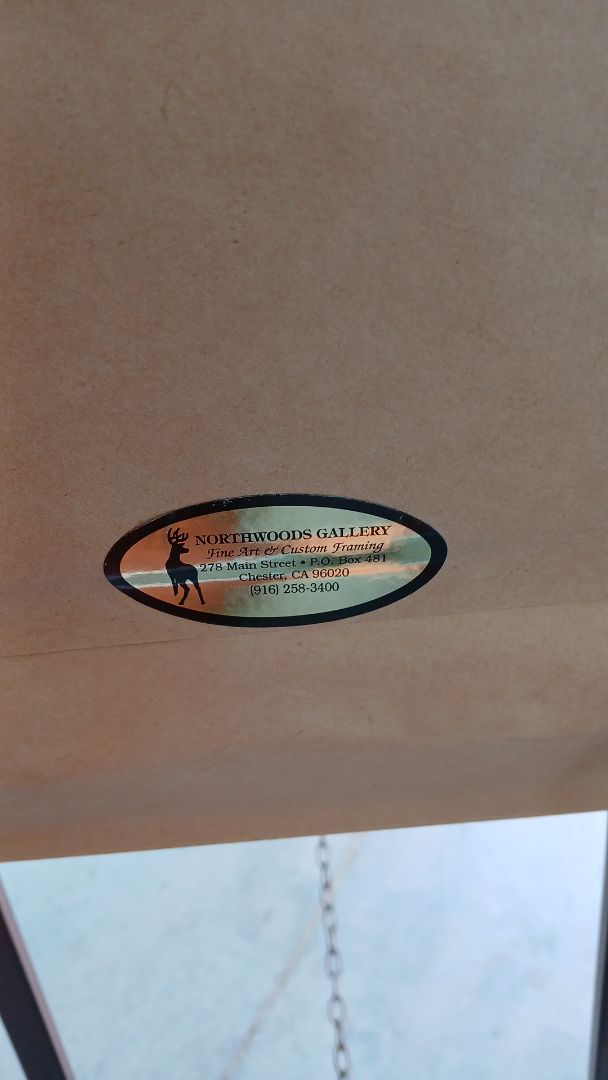 NORTHWOODS GALLERY
Fine Art & Custom Framing
278 Main Street • P.O. Box 481
Chester, CA 96020
(916) 258-3400